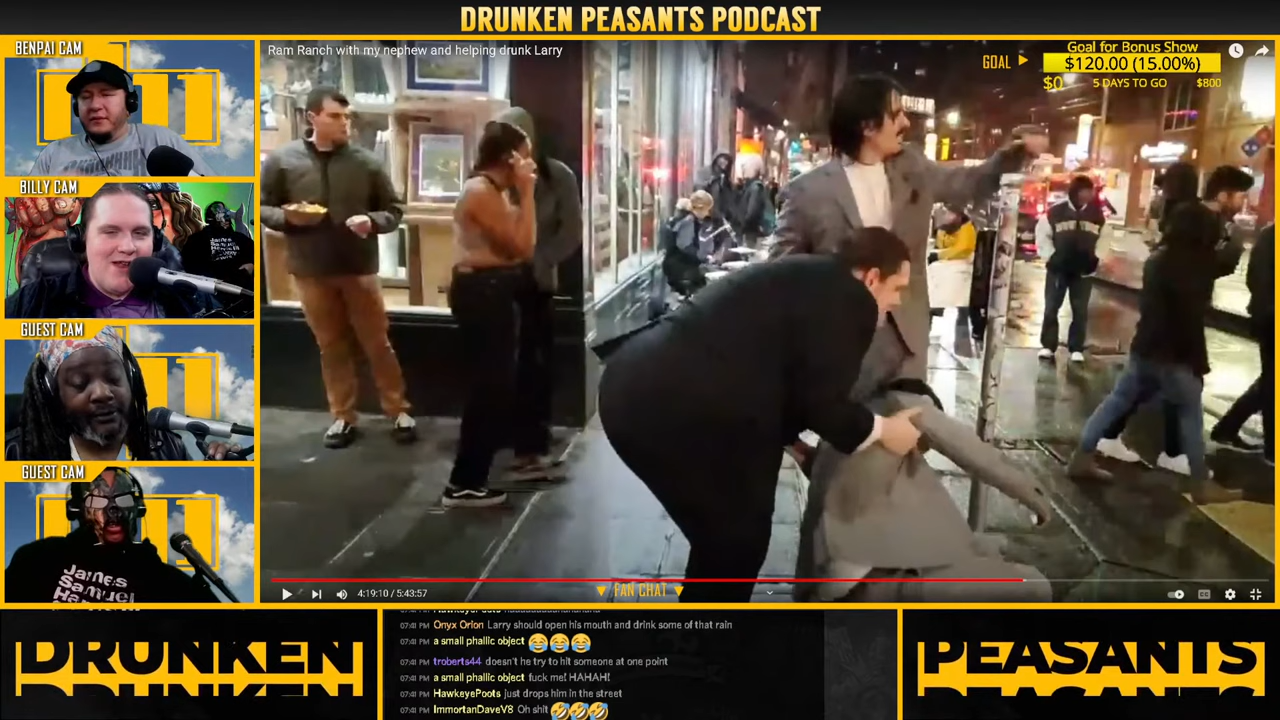 DRUNKEN PEASANTS PODCAST
BENPAI CAM
BILLY CAM
GUEST CAM
GUEST CAM
James
Samuel
James
Samuel
Ram Ranch with my nephew and helping drunk Larry
GOAL
Goal for Bonus Show
$120.00 (15.00%)
$0
5 DAYS TO GO
$800
4:19:10 / 5:43:57
FAN CHAT
07:41 PM Onyx Orion Larry should open his mouth and drink some of that rain
07:41 PM a small phallic object 😂😂😂
07:41 PM troberts44 doesn't he try to hit someone at one point
07:41 PM a small phallic object fuck me! HAHAH!
07:41 PM HawkeyePoots just drops him in the street
07:41 PM ImmortanDaveV8 Oh shit 🤣🤣🤣
DRUNKEN
PEASANTS